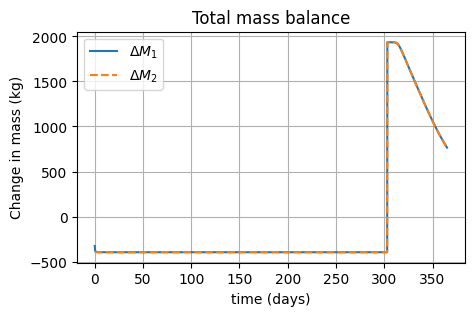 Total mass balance
ΔM₁
ΔM₂
Change in mass (kg)
2000
1500
1000
500
0
−500
0 50 100 150 200 250 300 350
time (days)